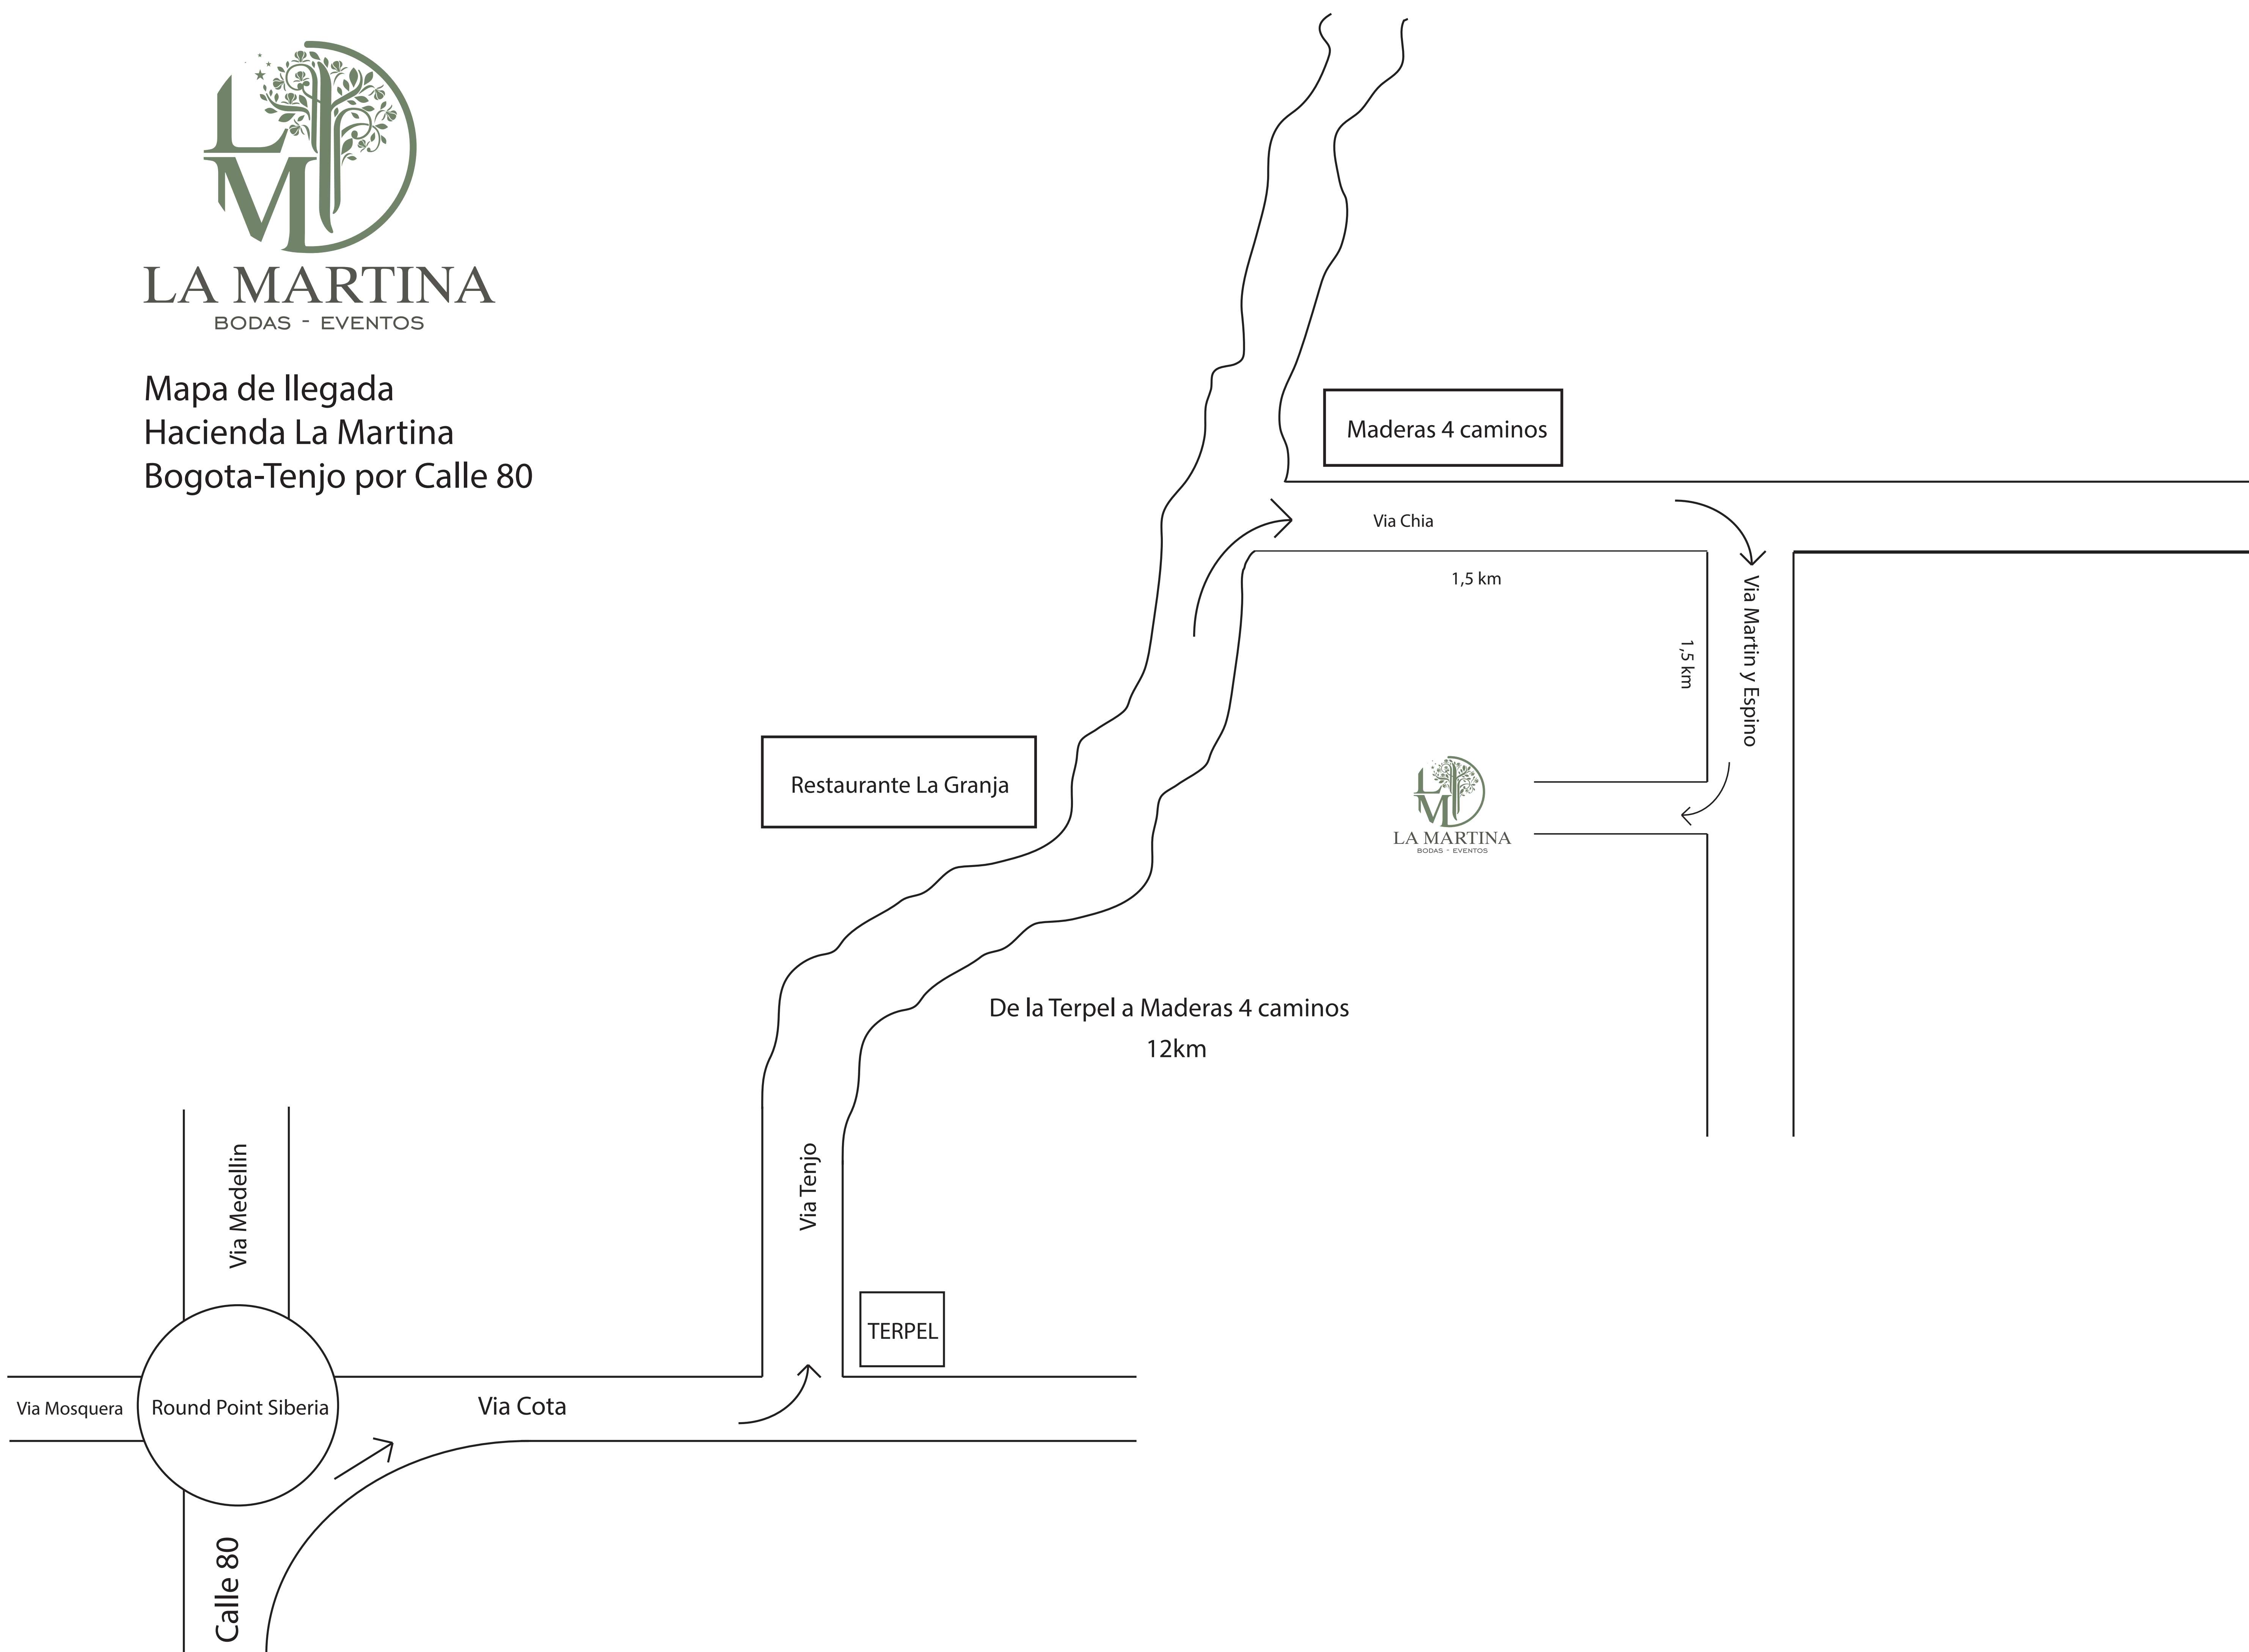 LA MARTINA
BODAS - EVENTOS
Mapa de llegada
Hacienda La Martina
Bogota-Tenjo por Calle 80
Maderas 4 caminos
Via Chia
1,5 km
Via Martin y Espino
1,5 km
Restaurante La Granja
LA MARTINA
BODAS - EVENTOS
De la Terpel a Maderas 4 caminos
12km
Via Medellin
Via Tenjo
TERPEL
Via Mosquera
Round Point Siberia
Via Cota
Calle 80